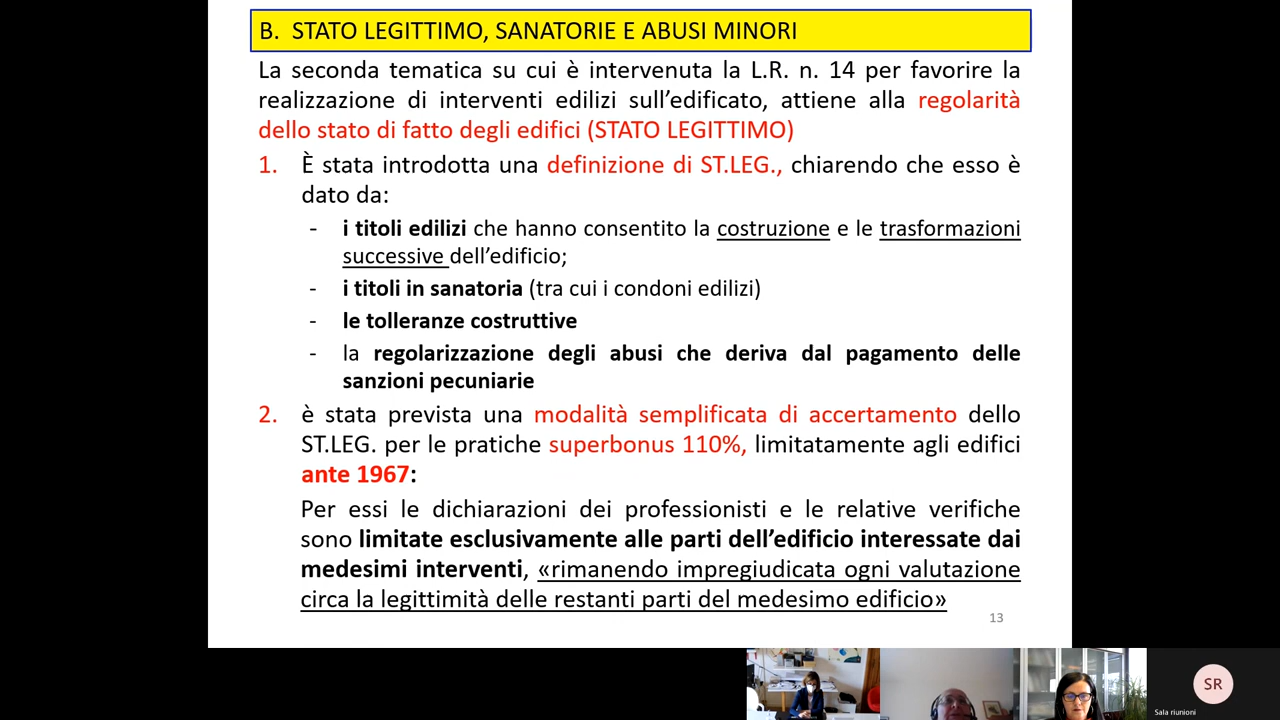 B. STATO LEGITTIMO, SANATORIE E ABUSI MINORI
La seconda tematica su cui è intervenuta la L.R. n. 14 per favorire la
realizzazione di interventi edilizi sull'edificato, attiene alla regolarità
dello stato di fatto degli edifici (STATO LEGITTIMO)
1. È stata introdotta una definizione di ST.LEG., chiarendo che esso è
dato da:
- i titoli edilizi che hanno consentito la costruzione e le trasformazioni
successive dell'edificio;
- i titoli in sanatoria (tra cui i condoni edilizi)
- le tolleranze costruttive
- la regolarizzazione degli abusi che deriva dal pagamento delle
sanzioni pecuniarie
2. è stata prevista una modalità semplificata di accertamento dello
ST.LEG. per le pratiche superbonus 110%, limitatamente agli edifici
ante 1967:
Per essi le dichiarazioni dei professionisti e le relative verifiche
sono limitate esclusivamente alle parti dell'edificio interessate dai
medesimi interventi, «rimanendo impregiudicata ogni valutazione
circa la legittimità delle restanti parti del medesimo edificio»
13
SR
Sala riunioni